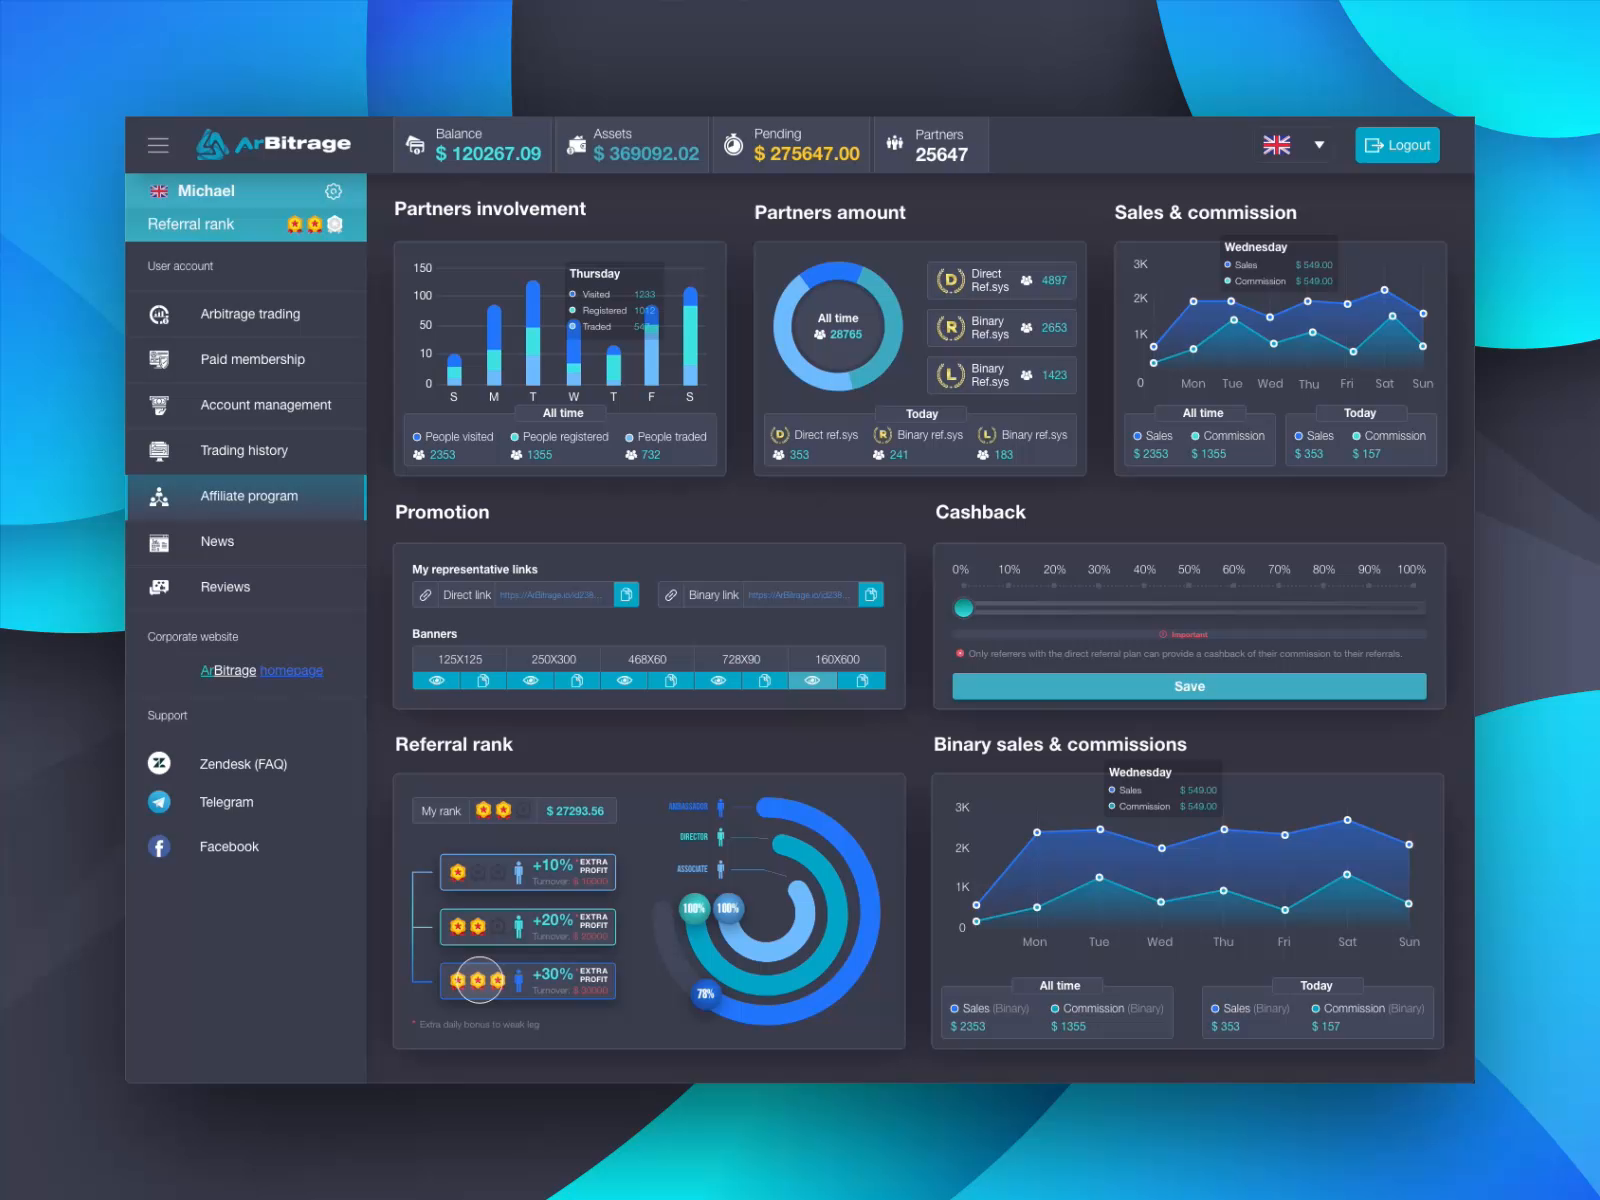 ArBitrage
Balance
$ 120267.09
Assets
$ 369092.02
Pending
$ 275647.00
Partners
25647
Logout
Michael
Referral rank
User account
Arbitrage trading
Paid membership
Account management
Trading history
Affiliate program
News
Reviews
Corporate website
ArBitrage homepage
Support
Zendesk (FAQ)
Telegram
Facebook
Partners involvement
150
100
50
10
0
S M T W T F S
Thursday
Visited 1233
Registered 1012
Traded
All time
People visited People registered People traded
2353 1355 732
Partners amount
All time
28765
D Direct Ref.sys 4897
R Binary Ref.sys 2653
L Binary Ref.sys 1423
Today
D Direct ref.sys R Binary ref.sys L Binary ref.sys
353 241 183
Sales & commission
Wednesday
Sales $ 549.00
Commission $ 549.00
3K
2K
1K
0
Mon Tue Wed Thu Fri Sat Sun
All time
Sales Commission
$ 2353 $ 1355
Today
Sales Commission
$ 353 $ 157
Promotion
My representative links
Direct link https://ArBitrage.io/id238...
Binary link https://ArBitrage.io/id238...
Banners
125X125 250X300 468X60 728X90 160X600
Cashback
0% 10% 20% 30% 40% 50% 60% 70% 80% 90% 100%
Important
Only referrers with the direct referral plan can provide a cashback of their commission to their referrals.
Save
Referral rank
My rank $ 27293.56
+10% * EXTRA PROFIT
Turnover: $ 10000
+20% * EXTRA PROFIT
Turnover: $ 20000
+30% * EXTRA PROFIT
Turnover: $ 30000
* Extra daily bonus to weak leg
AMBASSADOR
DIRECTOR
ASSOCIATE
100% 100%
78%
Binary sales & commissions
Wednesday
Sales $ 549.00
Commission $ 549.00
3K
2K
1K
0
Mon Tue Wed Thu Fri Sat Sun
All time
Sales (Binary) Commission (Binary)
$ 2353 $ 1355
Today
Sales (Binary) Commission (Binary)
$ 353 $ 157